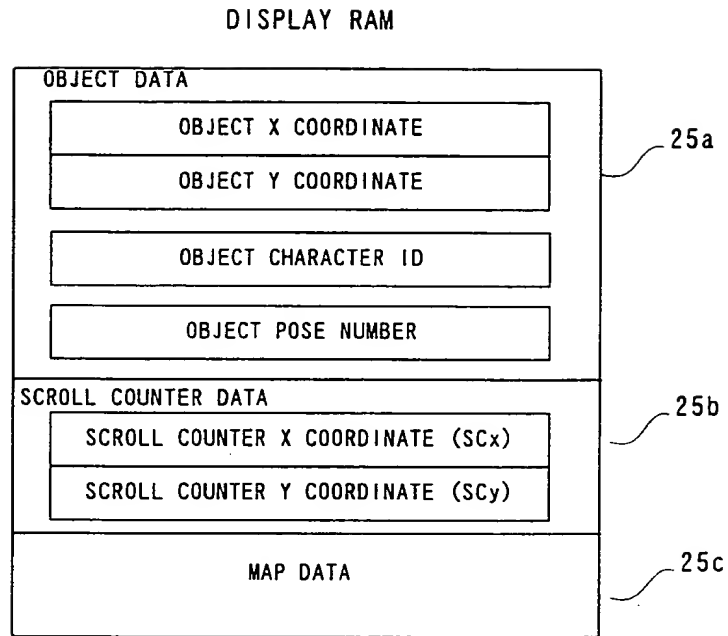 DISPLAY RAM
OBJECT DATA
OBJECT X COORDINATE
25a
OBJECT Y COORDINATE
OBJECT CHARACTER ID
OBJECT POSE NUMBER
SCROLL COUNTER DATA
25b
SCROLL COUNTER X COORDINATE (SCx)
SCROLL COUNTER Y COORDINATE (SCy)
MAP DATA
25c